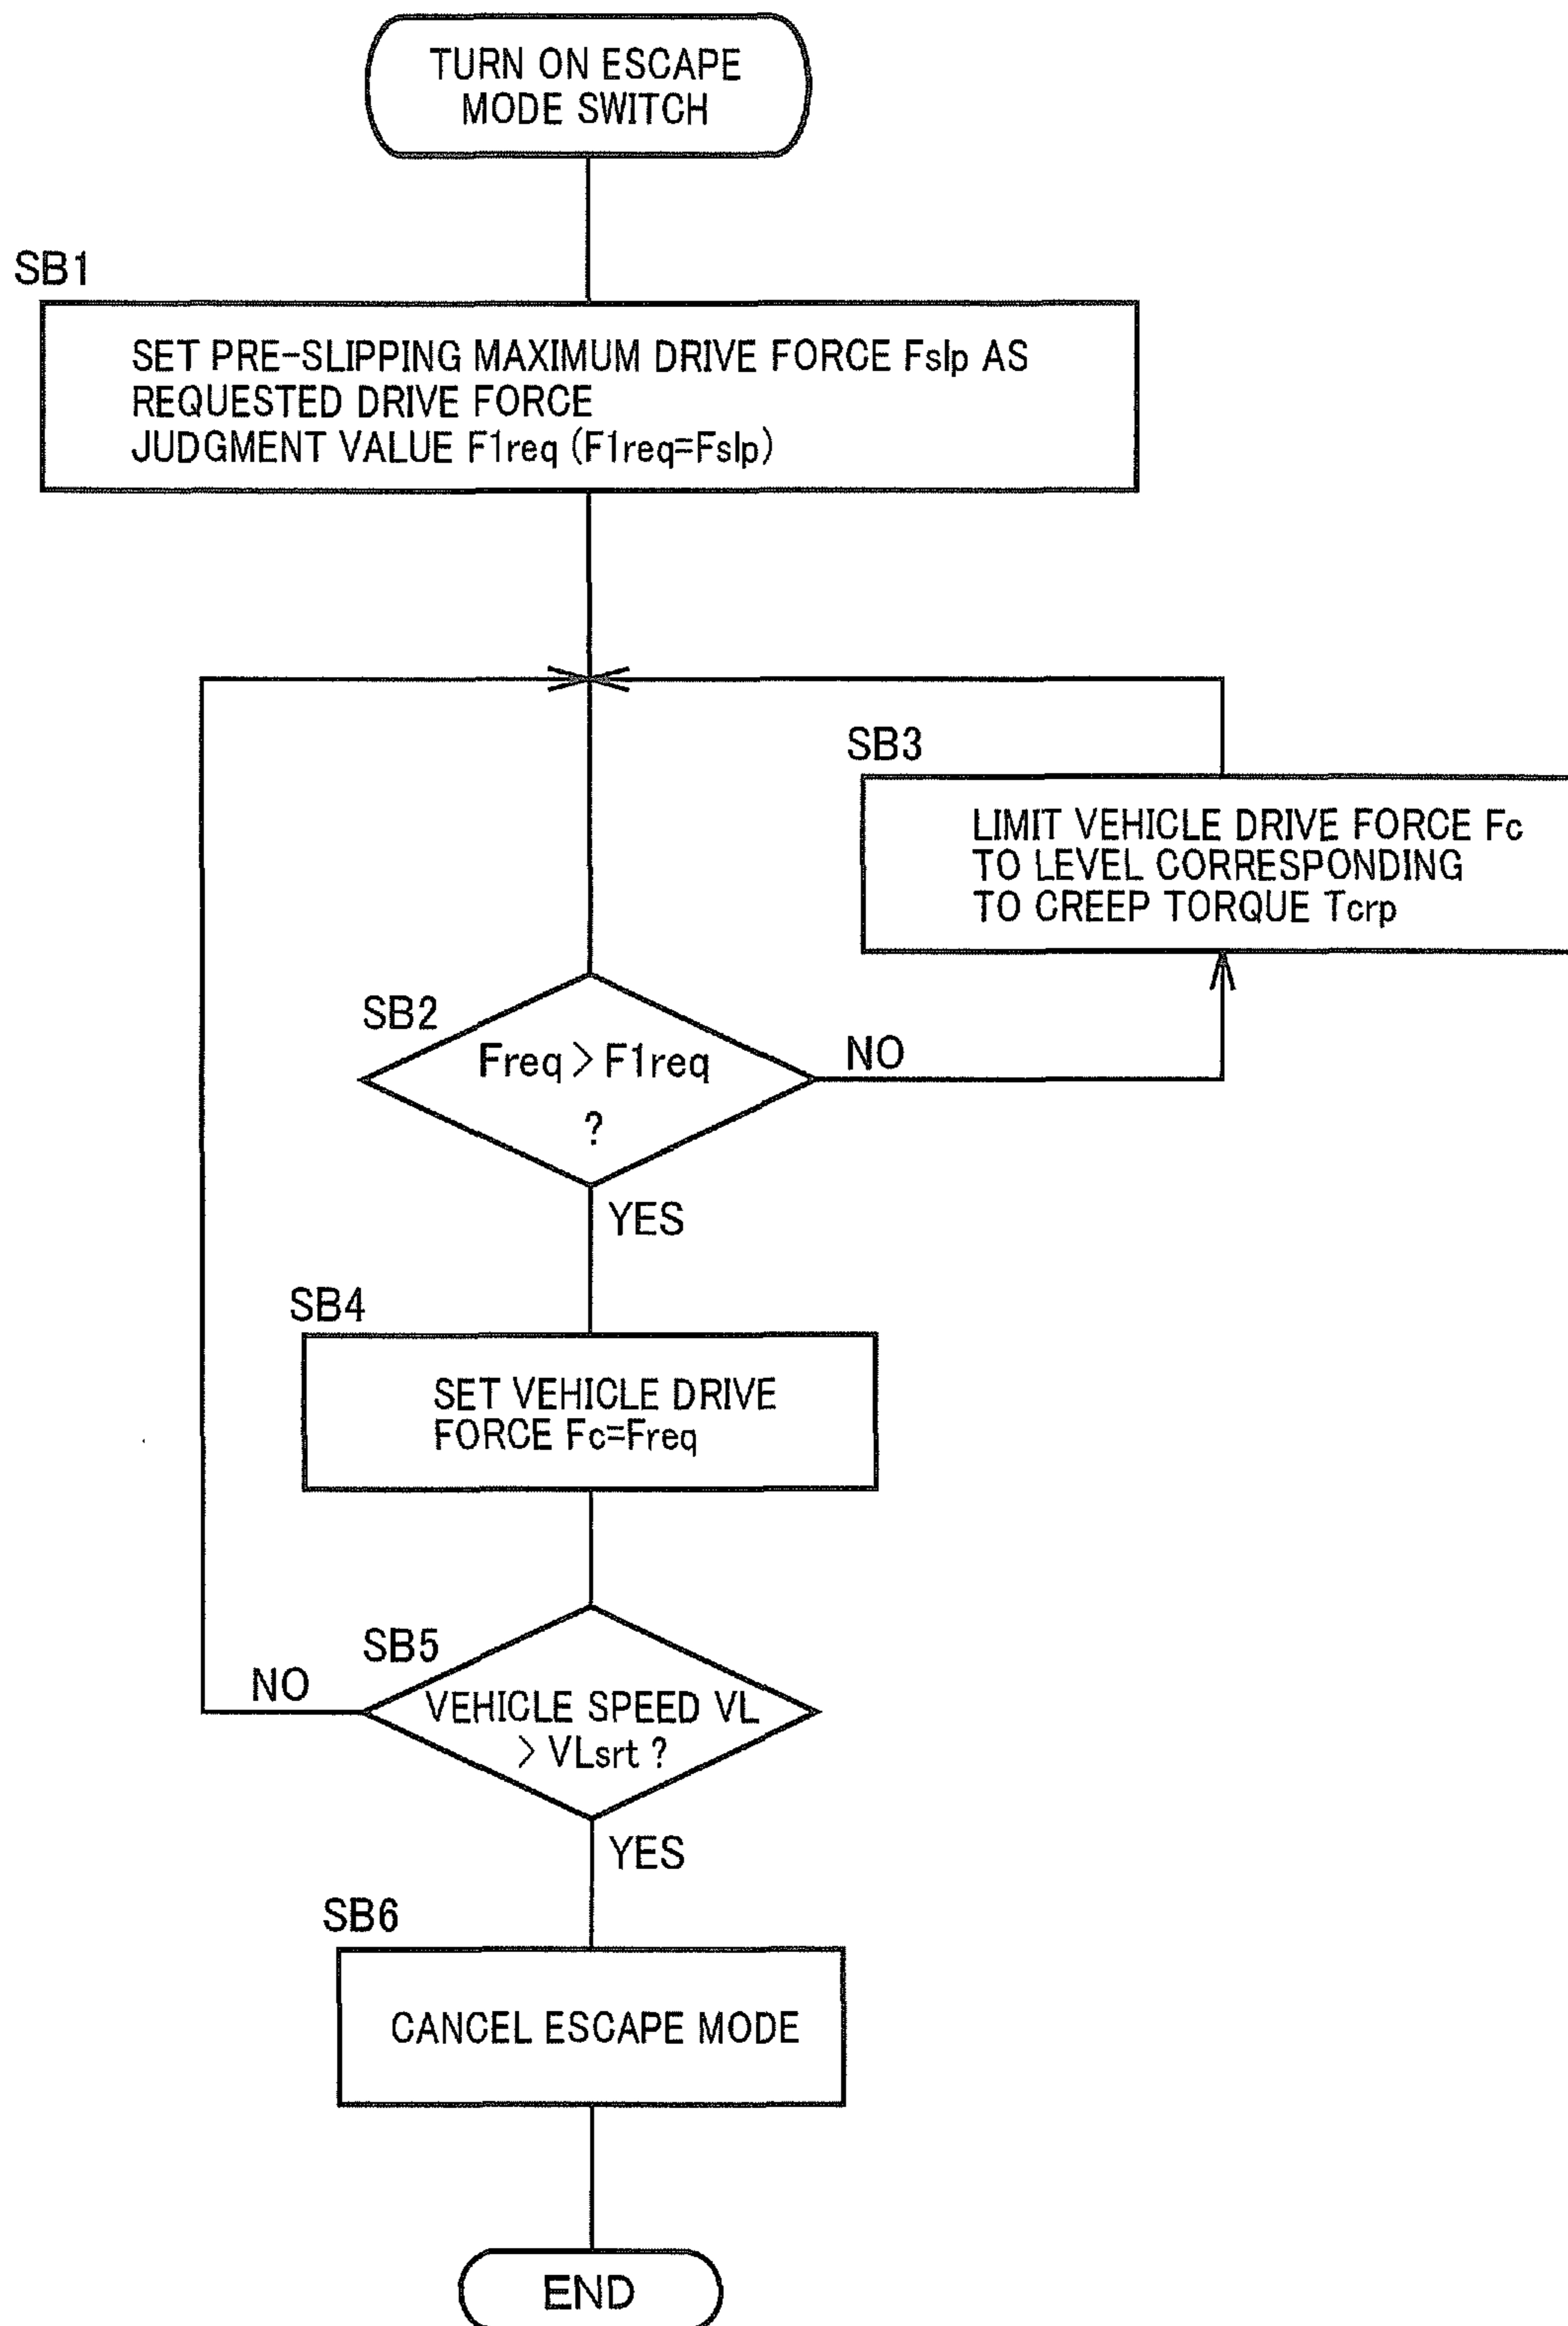 TURN ON ESCAPE
MODE SWITCH
SB1
SET PRE-SLIPPING MAXIMUM DRIVE FORCE Fslp AS
REQUESTED DRIVE FORCE
JUDGMENT VALUE F1req (F1req=Fslp)
SB3
LIMIT VEHICLE DRIVE FORCE Fc
TO LEVEL CORRESPONDING
TO CREEP TORQUE Tcrp
SB2
Freq > F1req
?
NO
YES
SB4
SET VEHICLE DRIVE
FORCE Fc=Freq
SB5
NO
VEHICLE SPEED VL
> VLsrt ?
YES
SB6
CANCEL ESCAPE MODE
END